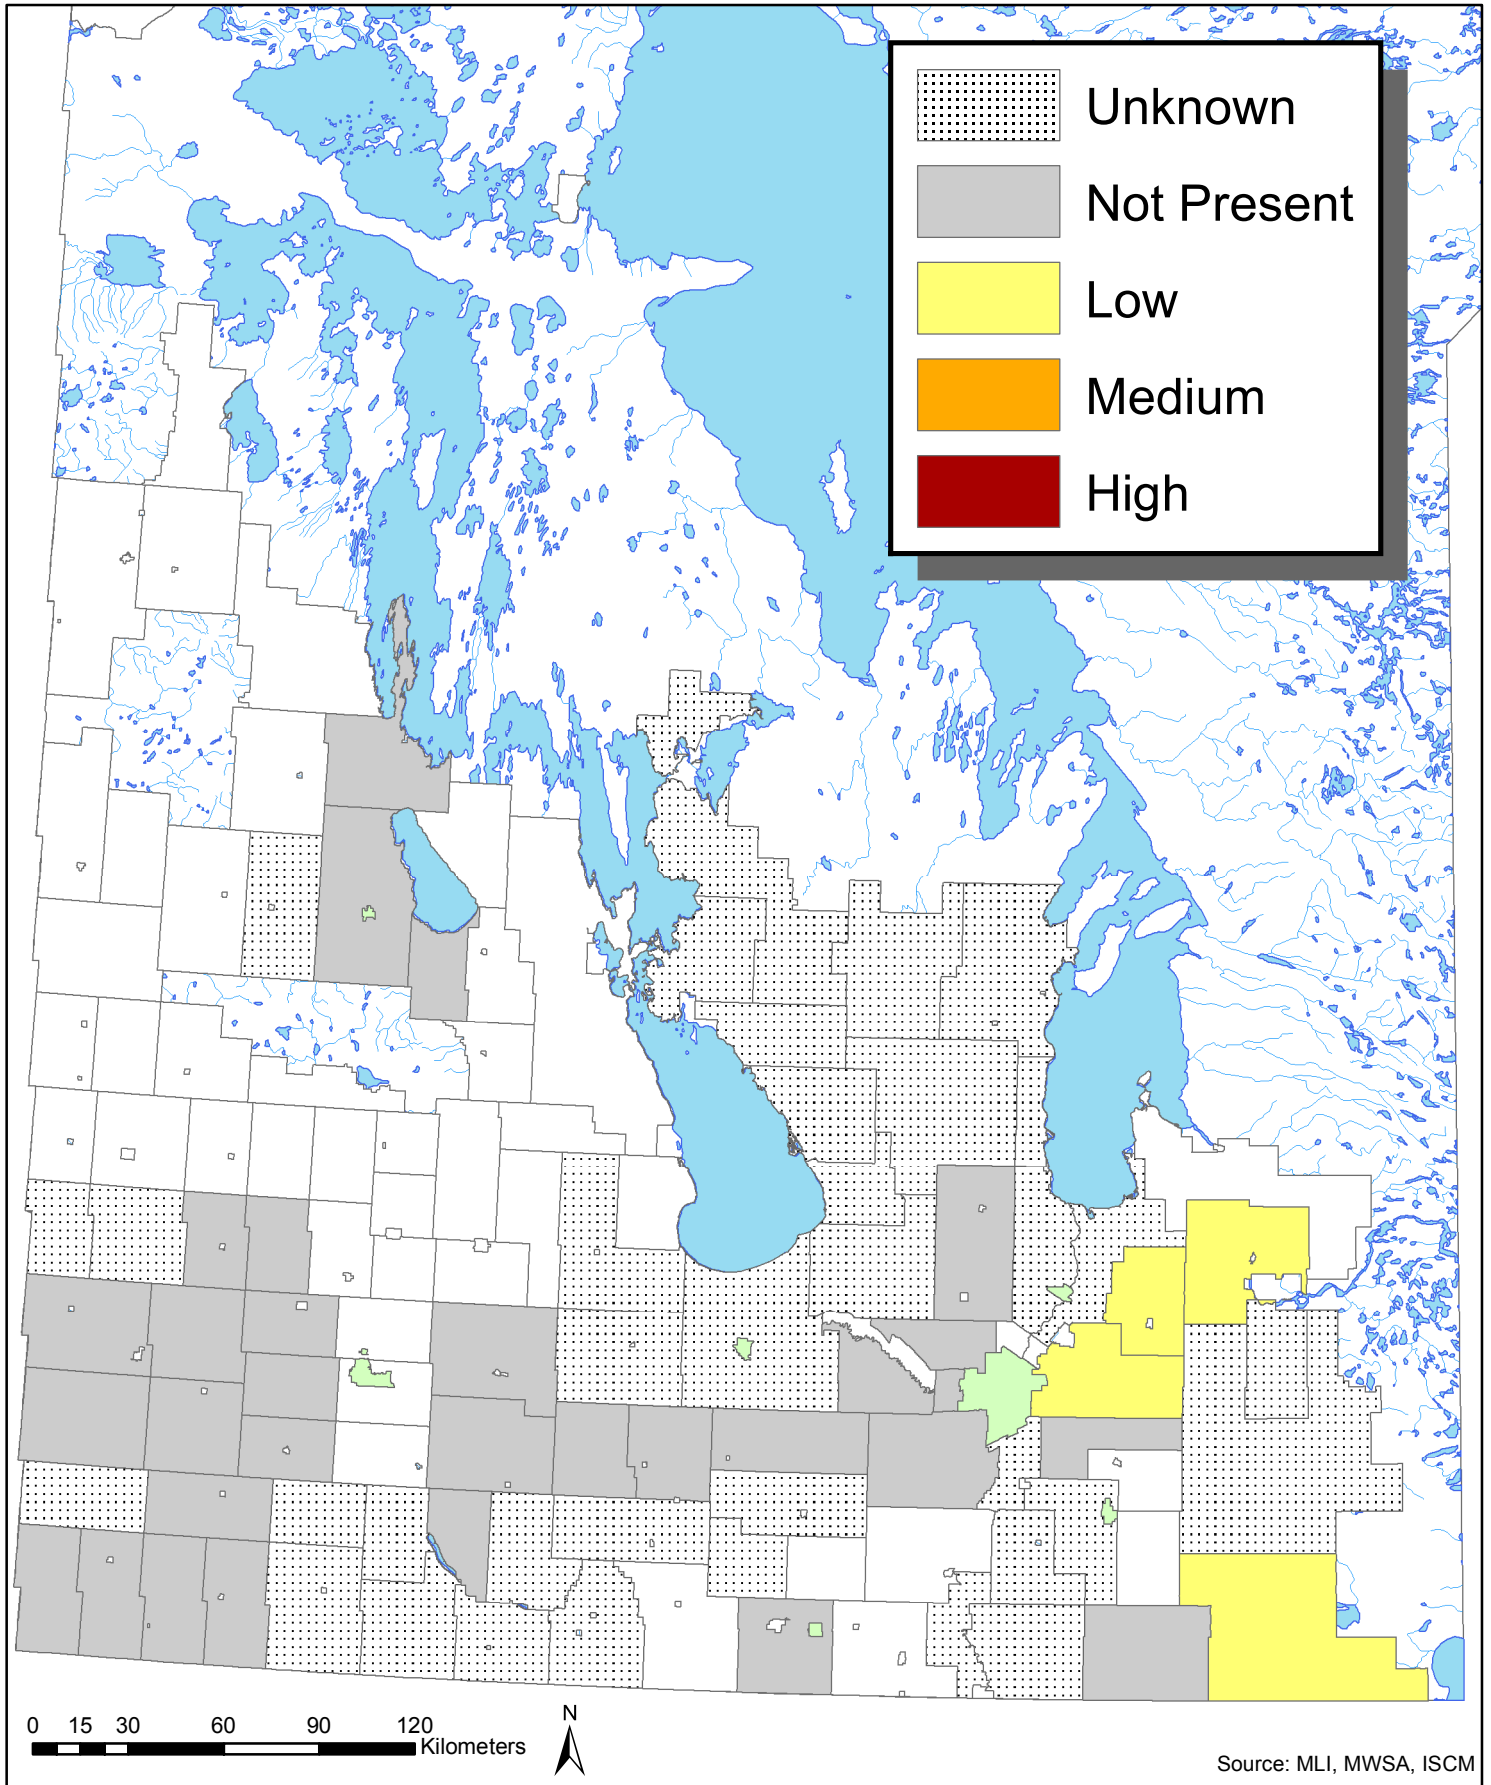 Unknown
Not Present
Low
Medium
High
0 15 30 60 90 120
Kilometers
N
Source: MLI, MWSA, ISCM